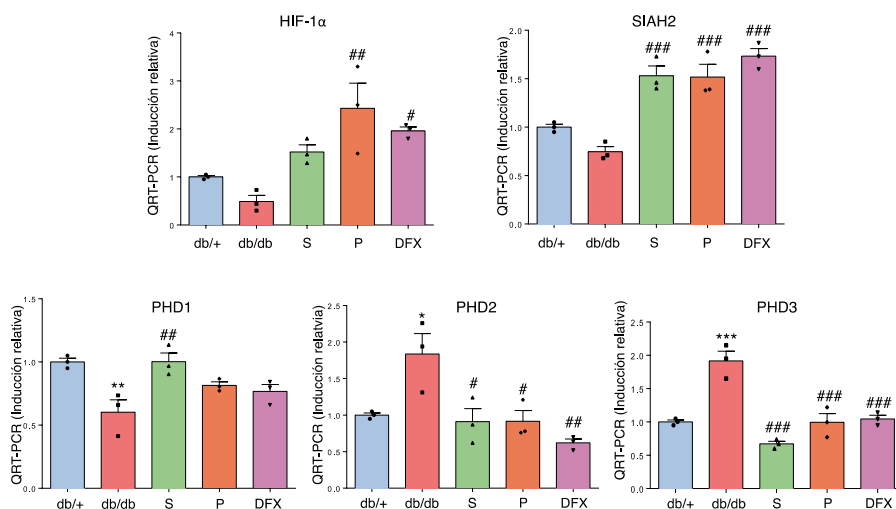 HIF-1α
QRT-PCR (Inducción relativa)
4
3
2
1
0
##
#
db/+ db/db S P DFX
SIAH2
QRT-PCR (Inducción relativa)
2.0
1.5
1.0
0.5
0.0
### ### ###
db/+ db/db S P DFX
PHD1
QRT-PCR (Inducción relativa)
1.5
1.0
0.5
0.0
** ##
db/+ db/db S P DFX
PHD2
QRT-PCR (Inducción relatvia)
2.5
2.0
1.5
1.0
0.5
0.0
* # # ##
db/+ db/db S P DFX
PHD3
QRT-PCR (Inducción relativa)
2.5
2.0
1.5
1.0
0.5
0.0
*** ### ### ###
db/+ db/db S P DFX